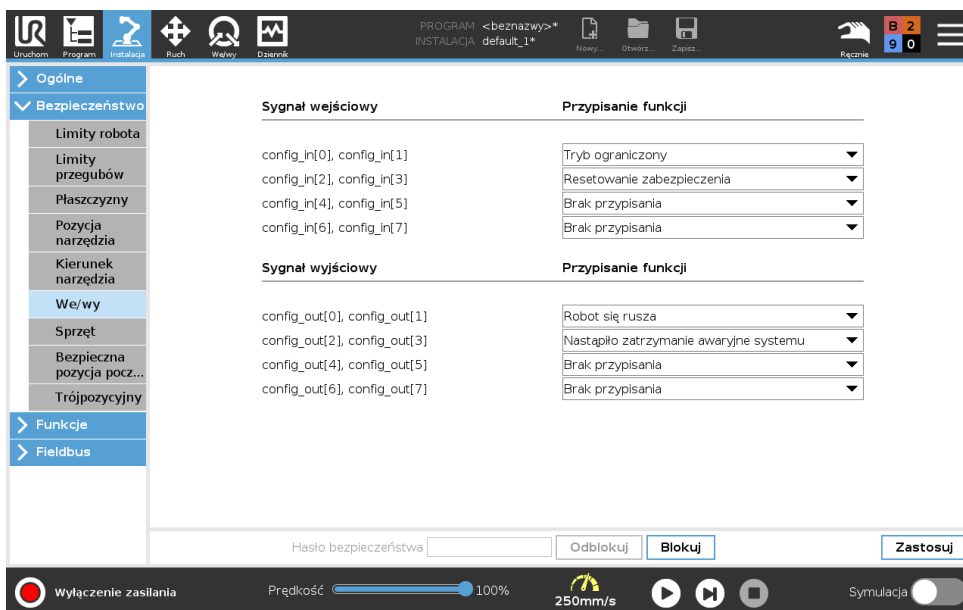 UR
PROGRAM <beznazwy>*
INSTALACJA default_1*
Uruchom Program Instalacja Ruch We/wy Dziennik Nowy... Otwórz... Zapisz... Ręcznie
B 2
9 0
Ogólne
Bezpieczeństwo
Limity robota
Limity
przegubów
Płaszczyzny
Pozycja
narzędzia
Kierunek
narzędzia
We/wy
Sprzęt
Bezpieczna
pozycja pocz...
Trójpozycyjny
Funkcje
Fieldbus
Sygnał wejściowy Przypisanie funkcji
config_in[0], config_in[1] Tryb ograniczony
config_in[2], config_in[3] Resetowanie zabezpieczenia
config_in[4], config_in[5] Brak przypisania
config_in[6], config_in[7] Brak przypisania
Sygnał wyjściowy Przypisanie funkcji
config_out[0], config_out[1] Robot się rusza
config_out[2], config_out[3] Nastąpiło zatrzymanie awaryjne systemu
config_out[4], config_out[5] Brak przypisania
config_out[6], config_out[7] Brak przypisania
Hasło bezpieczeństwa Odblokuj Blokuj Zastosuj
Wyłączenie zasilania Prędkość 100% 250mm/s Symulacja